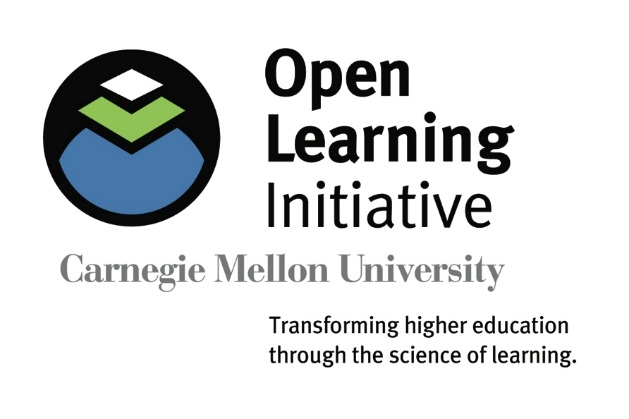 Open
Learning
Initiative
Carnegie Mellon University
Transforming higher education
through the science of learning.